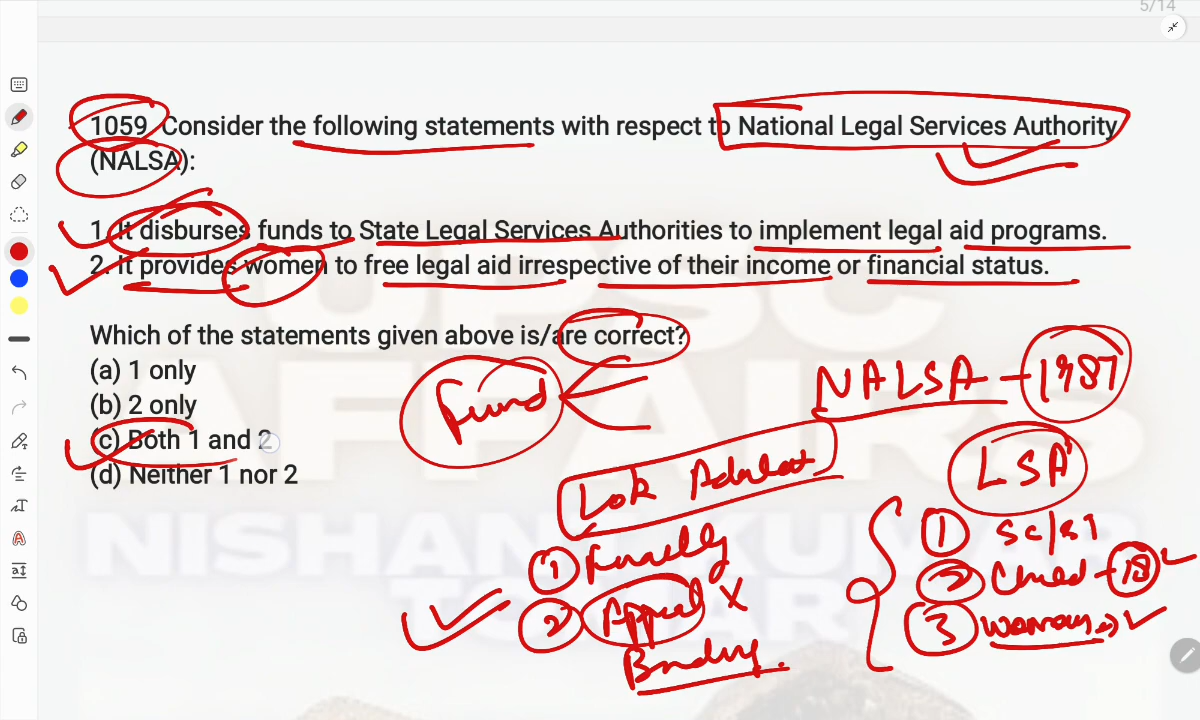 5/14
1059. Consider the following statements with respect to National Legal Services Authority
(NALSA):
1. It disburses funds to State Legal Services Authorities to implement legal aid programs.
2. It provides women to free legal aid irrespective of their income or financial status.
Which of the statements given above is/are correct?
(a) 1 only
(b) 2 only
(c) Both 1 and 2
(d) Neither 1 nor 2
Fund
NALSA - 1987
Lok Adalat
LSA
1 SC/ST
2 - 18
3
1
2 Appeal X
UPSC
AFFAIRS
NISHANT KUMAR